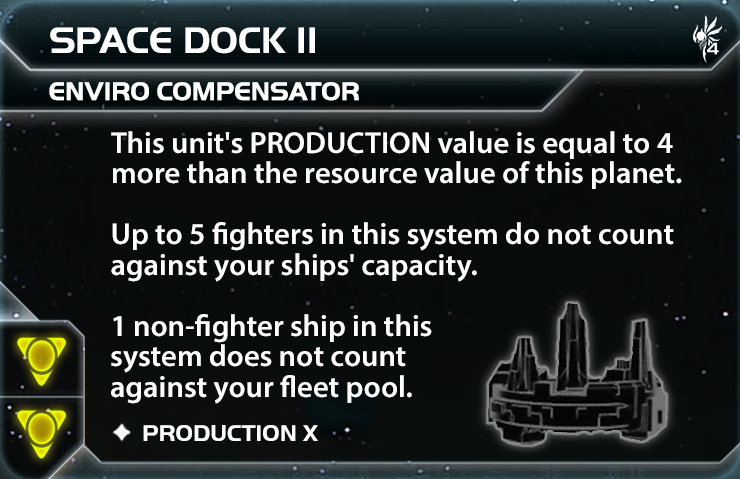 SPACE DOCK II
4
ENVIRO COMPENSATOR
This unit's PRODUCTION value is equal to 4
more than the resource value of this planet.
Up to 5 fighters in this system do not count
against your ships' capacity.
1 non-fighter ship in this
system does not count
against your fleet pool.
PRODUCTION X